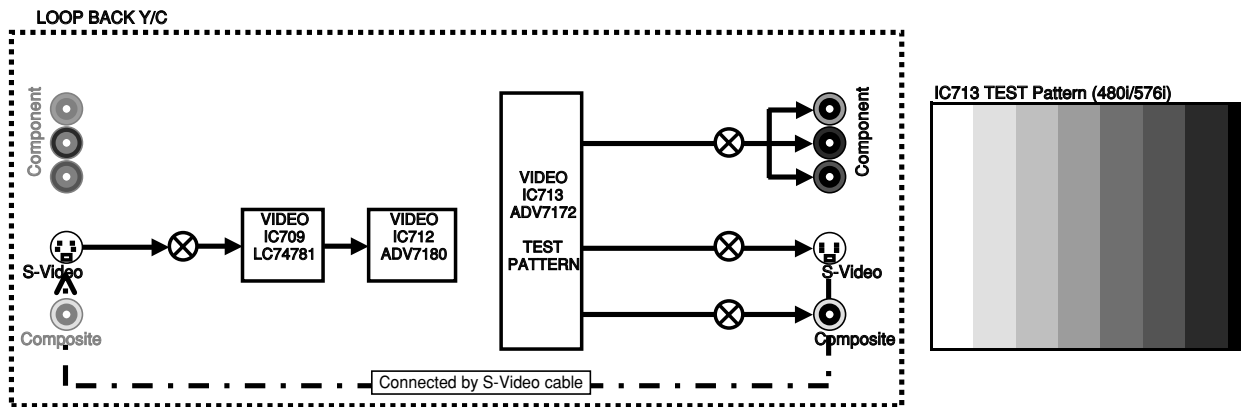 LOOP BACK Y/C
Component
S-Video
Composite
VIDEO
IC709
LC74781
VIDEO
IC712
ADV7180
VIDEO
IC713
ADV7172
TEST
PATTERN
Component
S-Video
Composite
Connected by S-Video cable
IC713 TEST Pattern (480i/576i)